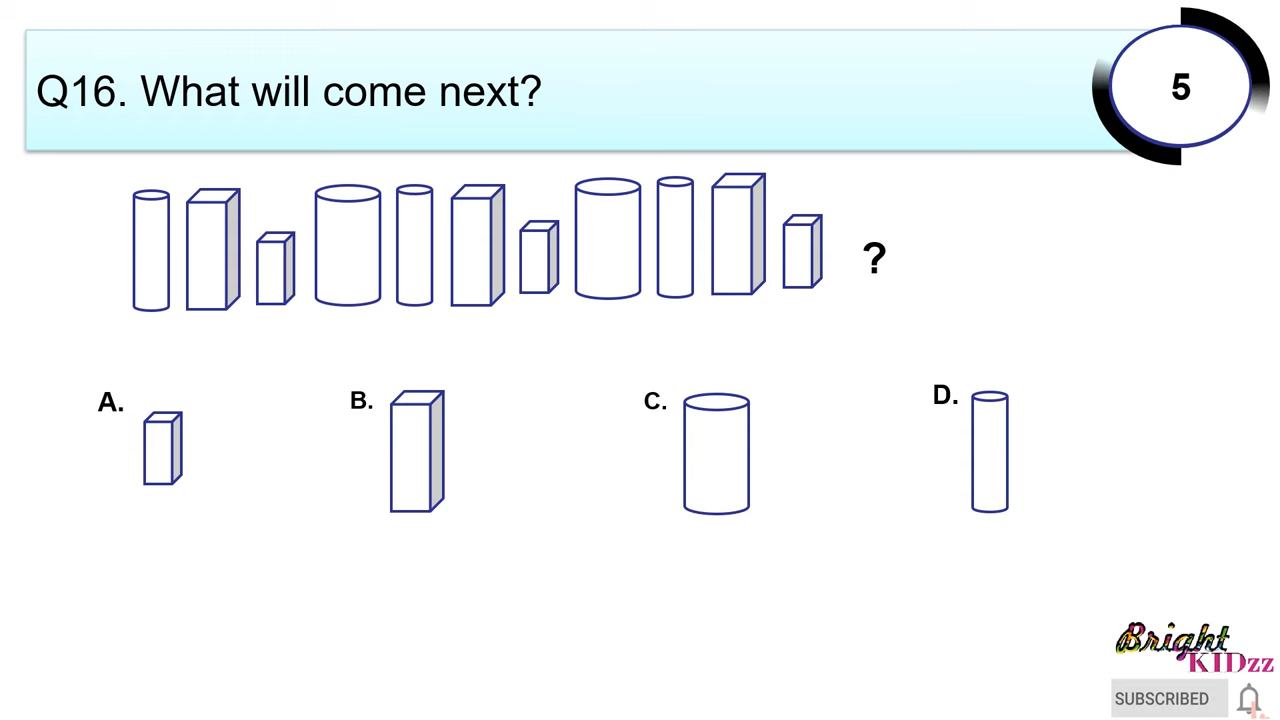 Q16. What will come next?
5
?
A.
B.
C.
D.
Bright
KIDzz
SUBSCRIBED